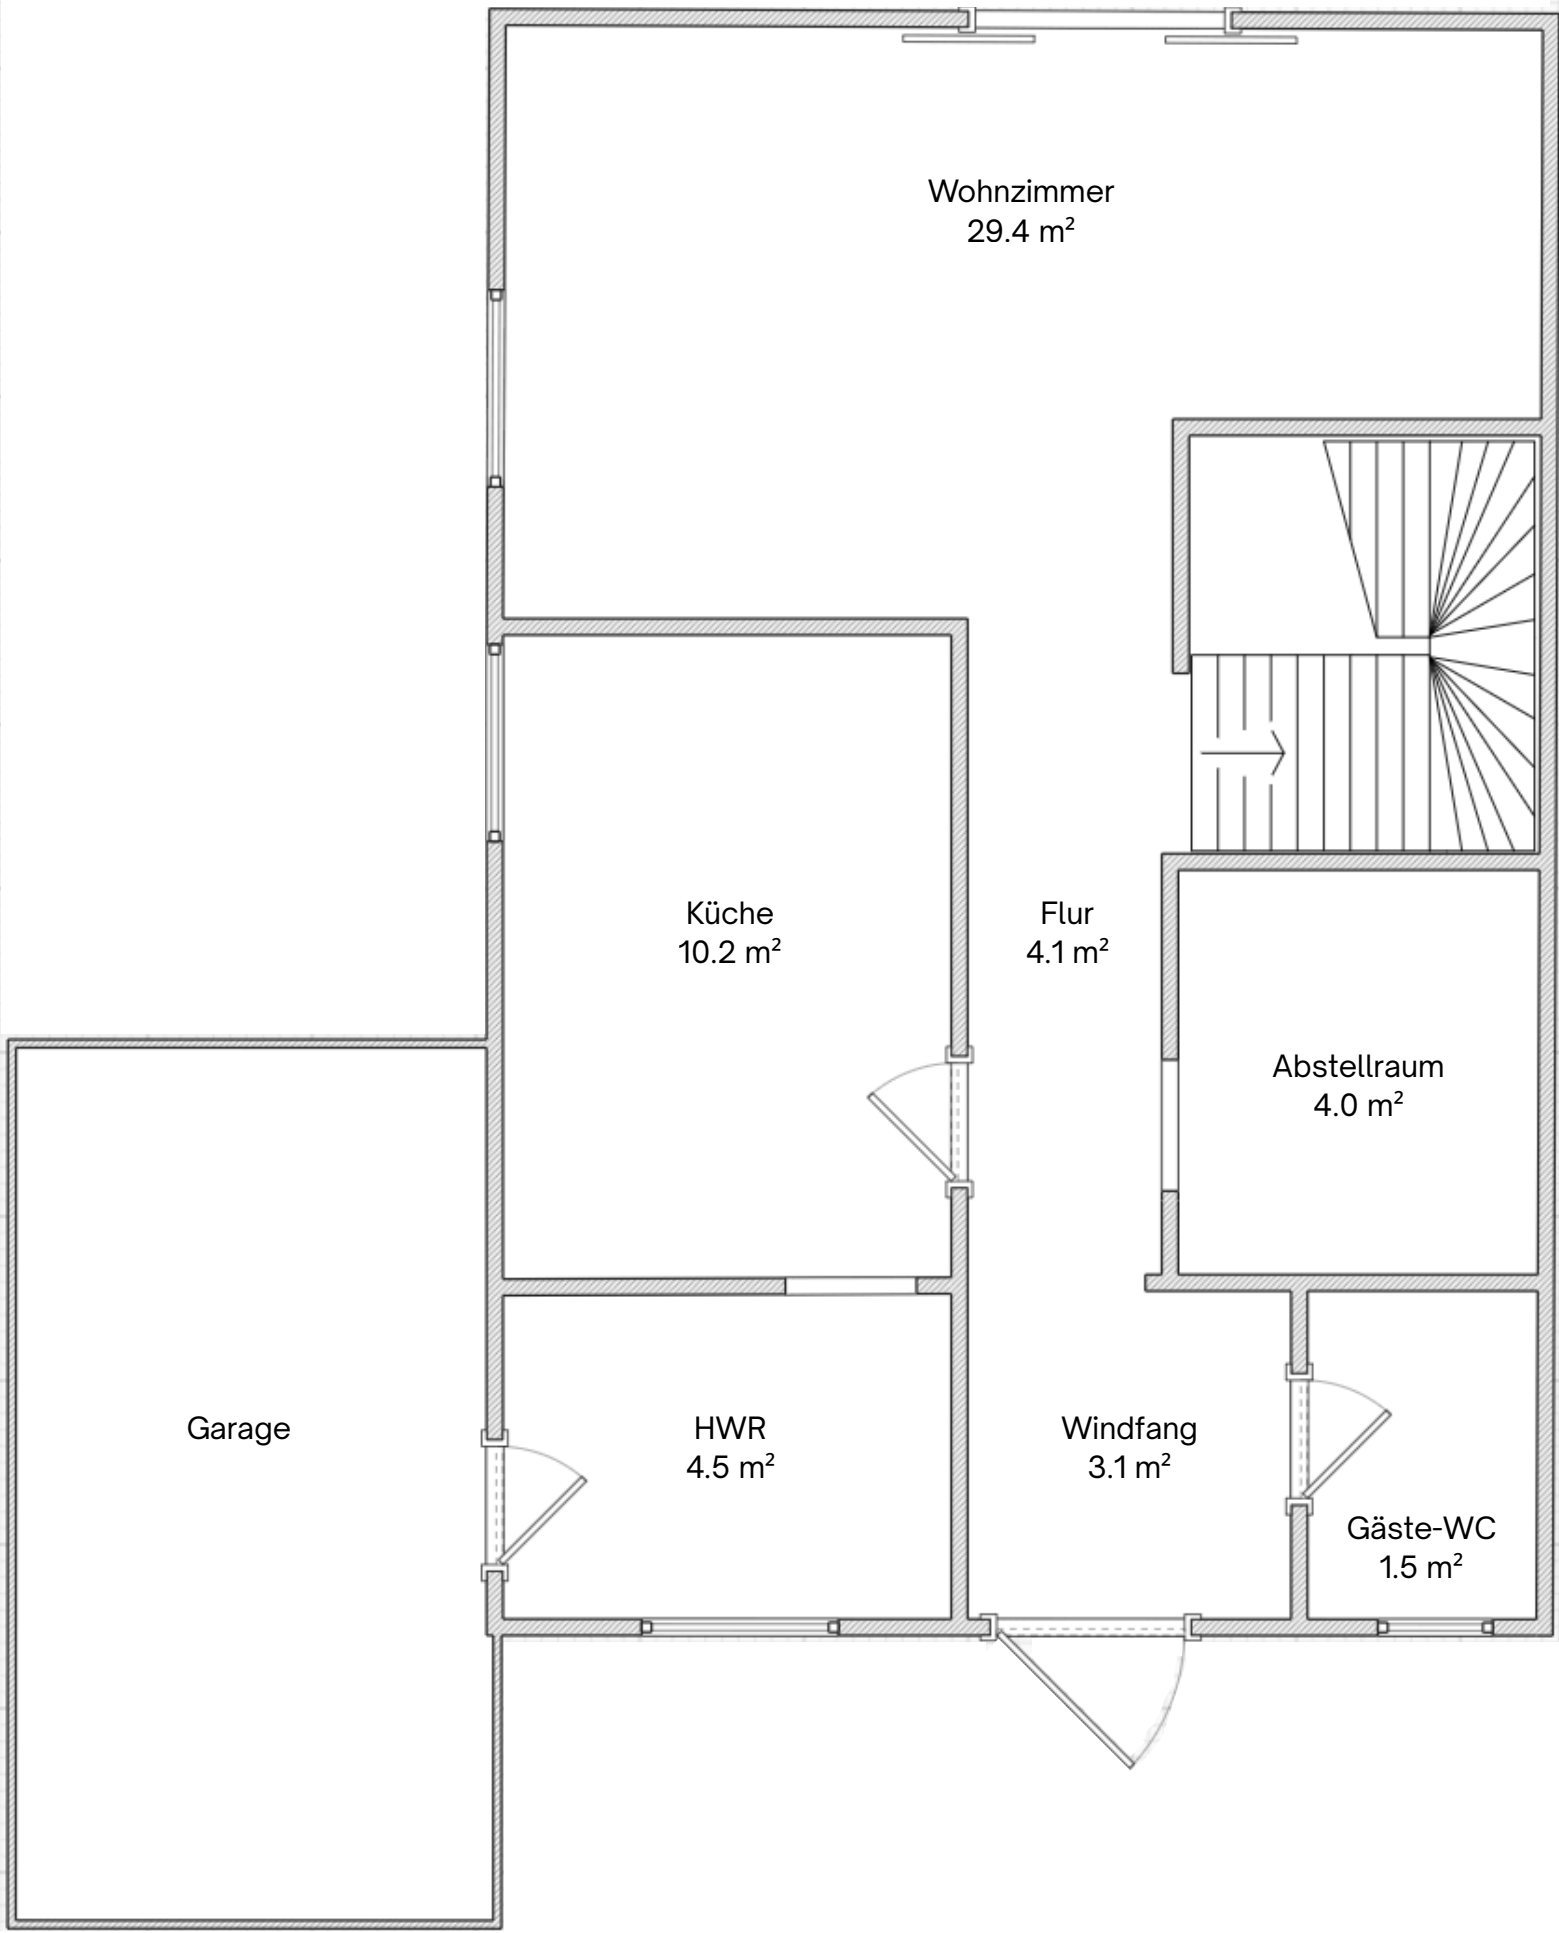 Wohnzimmer
29.4 m²
Küche
10.2 m²
Flur
4.1 m²
Abstellraum
4.0 m²
Garage
HWR
4.5 m²
Windfang
3.1 m²
Gäste-WC
1.5 m²